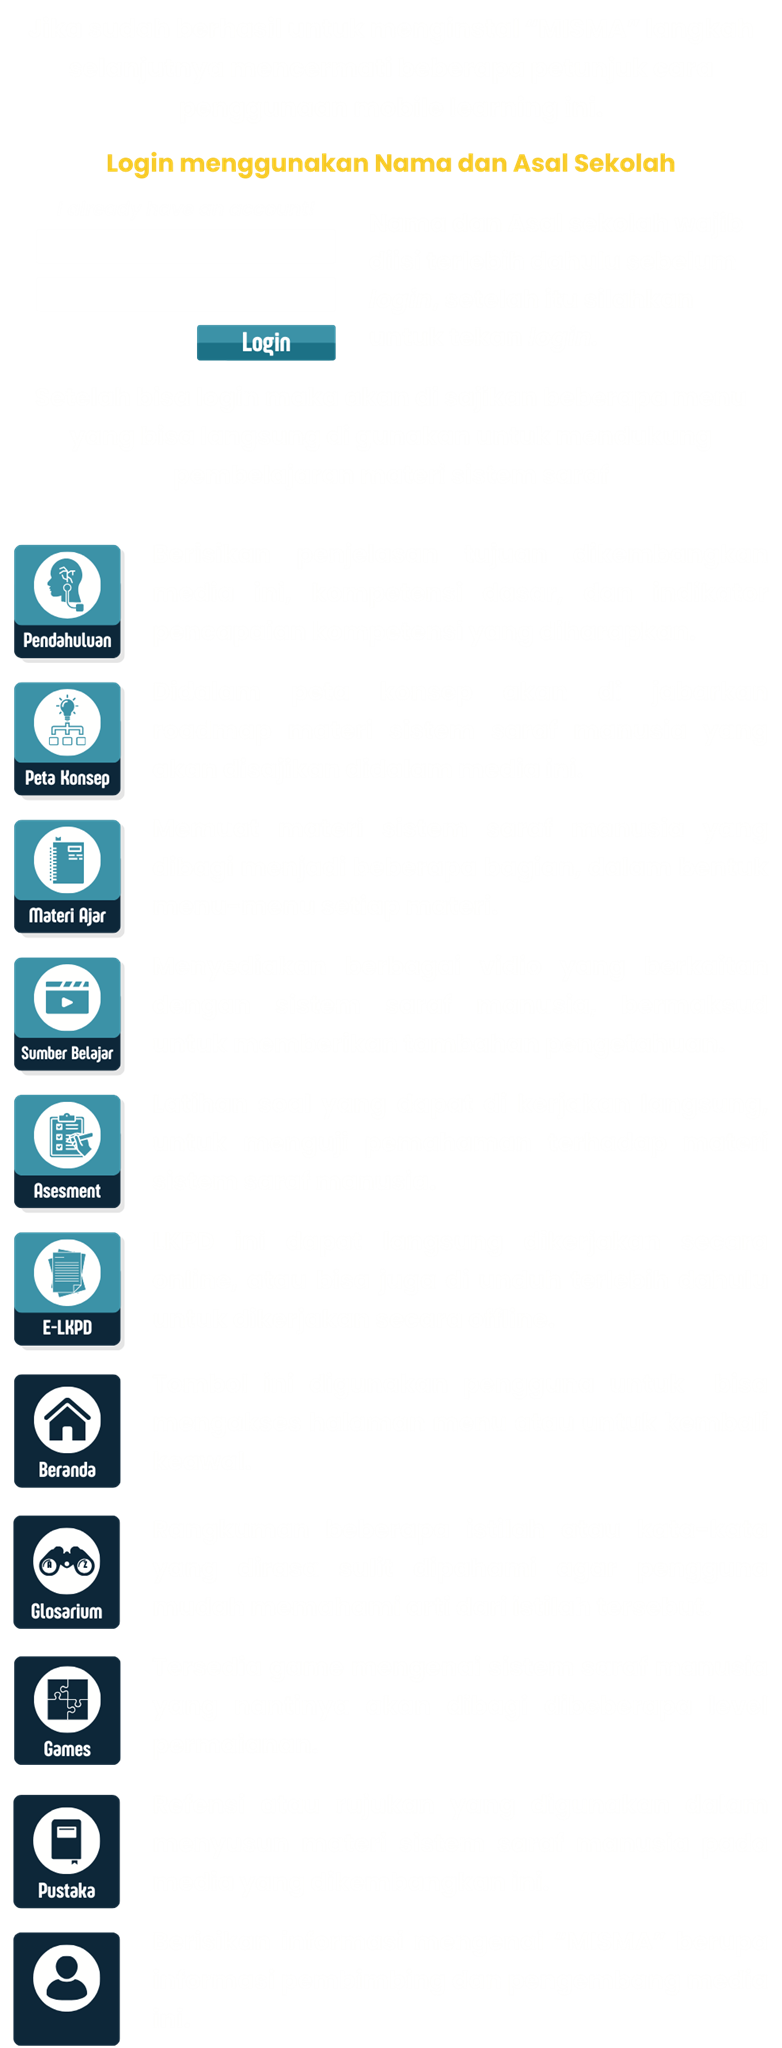 Login menggunakan Nama dan Asal Sekolah
Login
Pendahuluan
Peta Konsep
Materi Ajar
Sumber Belajar
Asesment
E-LKPD
Beranda
A Z
Glosarium
Games
Pustaka